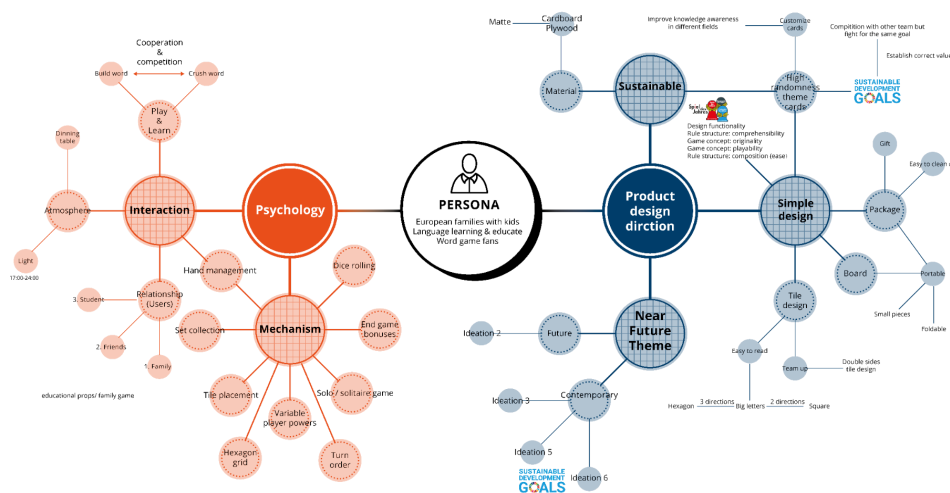 Cooperation
&
competition
Build word
Crush word
Play
&
Learn
Dinning
table
Atmosphere
Light
17:00-24:00
Interaction
Psychology
Hand management
Relationship
(Users)
3. Student
2. Friends
1. Family
educational props/ family game
Mechanism
Dice rolling
Set collection
End game
bonuses.
Tile placement
Solo / solitaire game
Variable
player powers
Hexagon
grid
Turn
order
PERSONA
European families with kids
Language learning & educate
Word game fans
Product
design
dirction
Sustainable
Material
Matte
Cardboard
Plywood
Improve knowledge awareness
in different fields
Customize
cards
High
randomness
theme
cards
Compitition with other team but
fight for the same goal
Establish correct value
SUSTAINABLE
DEVELOPMENT
GOALS
Spiel des
Jahres
Design functionality
Rule structure: comprehensibility
Game concept: originality
Game concept: playability
Rule structure: composition (easer
Simple
design
Gift
Easy to clean
Package
Portable
Board
Small pieces
Foldable
Tile
design
Easy to read
Team up
Double sides
tile design
Hexagon
3 directions
Big letters
2 directions
Square
Near
Future
Theme
Future
Ideation 2
Contemporary
Ideation 3
Ideation 5
Ideation 6
SUSTAINABLE
DEVELOPMENT
GOALS